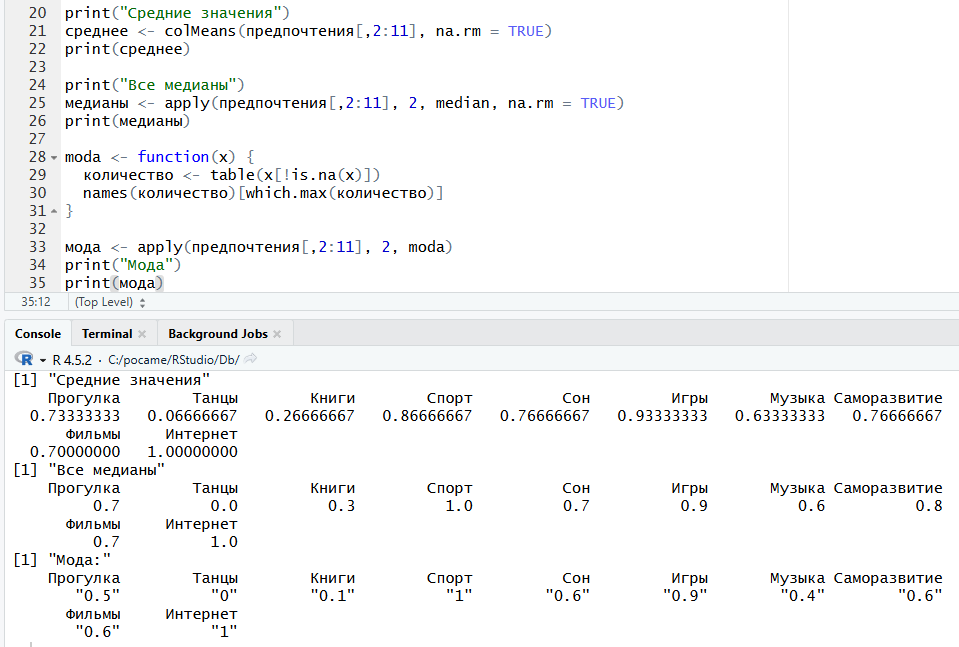 20 print("Средние значения")
21 среднее <- colMeans(предпочтения[,2:11], na.rm = TRUE)
22 print(среднее)
23
24 print("Все медианы")
25 медианы <- apply(предпочтения[,2:11], 2, median, na.rm = TRUE)
26 print(медианы)
27
28 moda <- function(x) {
29 количество <- table(x[!is.na(x)])
30 names(количество)[which.max(количество)]
31 }
32
33 мода <- apply(предпочтения[,2:11], 2, moda)
34 print("Мода")
35 print(мода)
35:12 (Top Level)
Console Terminal Background Jobs
R R 4.5.2 · C:/pocame/RStudio/Db/
[1] "Средние значения"
Прогулка Танцы Книги Спорт Сон Игры Музыка Саморазвитие
0.73333333 0.06666667 0.26666667 0.86666667 0.76666667 0.93333333 0.63333333 0.76666667
Фильмы Интернет
0.70000000 1.00000000
[1] "Все медианы"
Прогулка Танцы Книги Спорт Сон Игры Музыка Саморазвитие
0.7 0.0 0.3 1.0 0.7 0.9 0.6 0.8
Фильмы Интернет
0.7 1.0
[1] "Мода:"
Прогулка Танцы Книги Спорт Сон Игры Музыка Саморазвитие
"0.5" "0" "0.1" "1" "0.6" "0.9" "0.4" "0.6"
Фильмы Интернет
"0.6" "1"